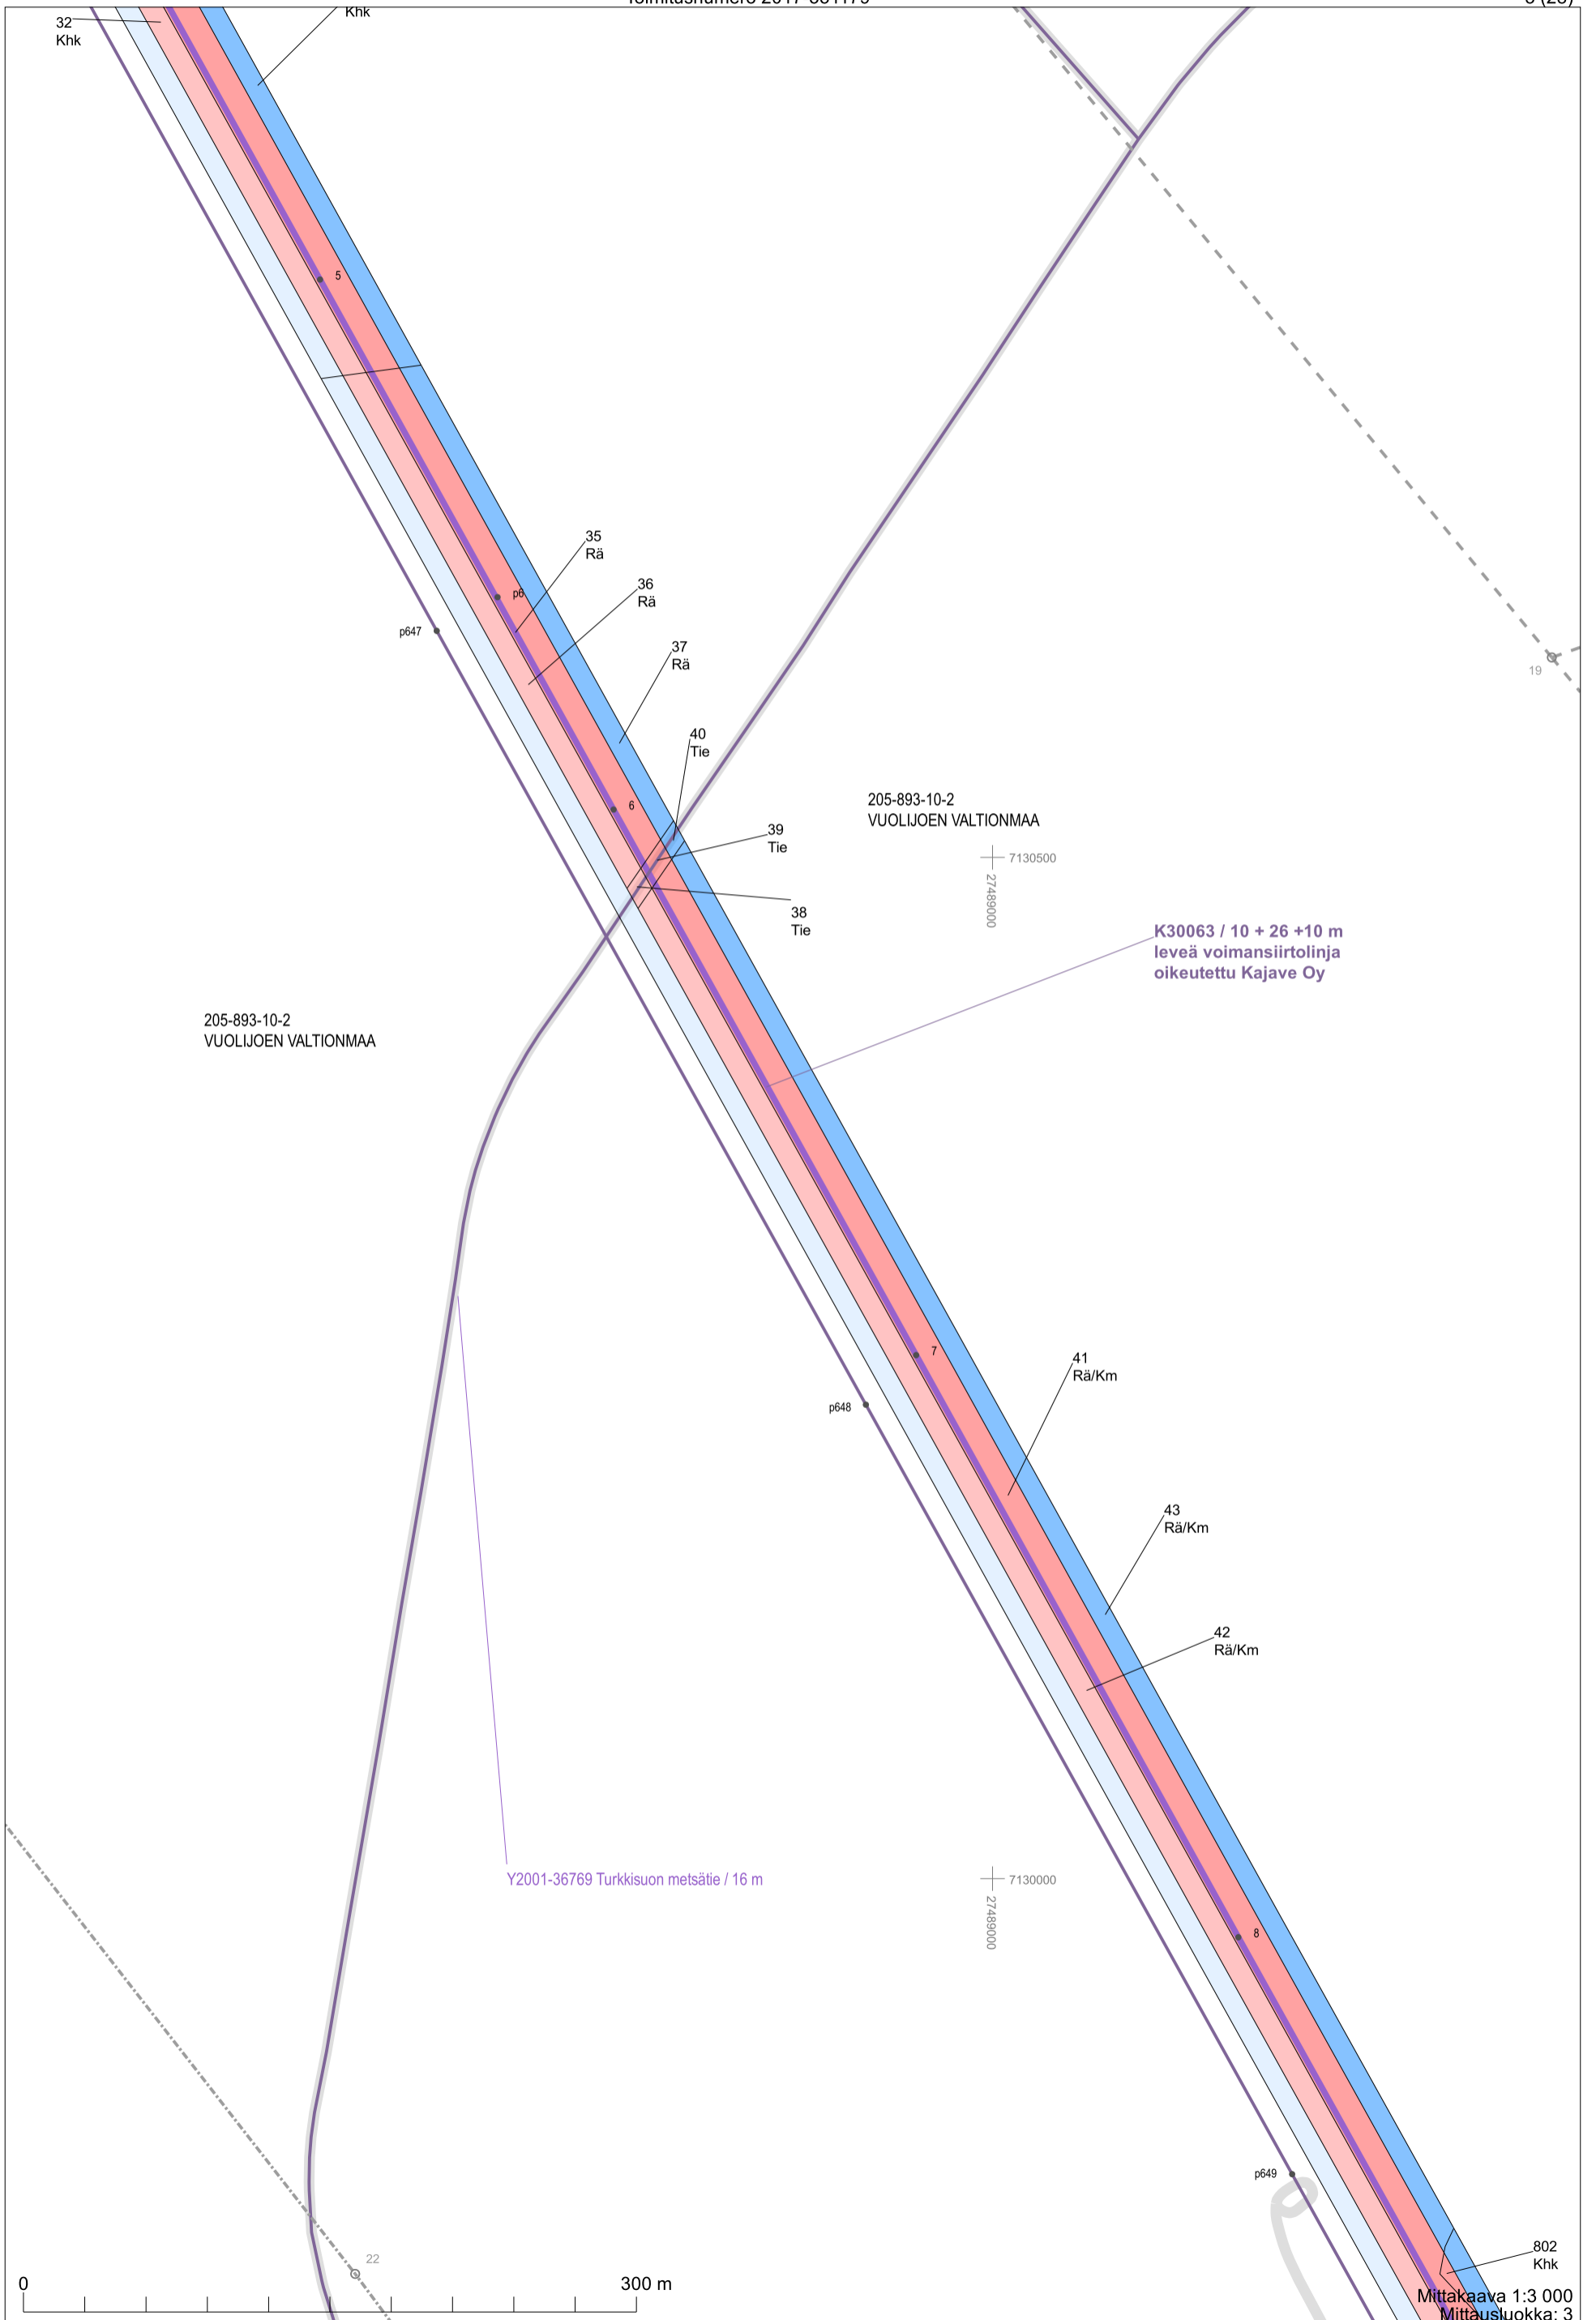 32
Khk
Khk
5
35
Rä
36
Rä
p6
p647
37
Rä
19
40
Tie
6
39
Tie
205-893-10-2
VUOLIJOEN VALTIONMAA
7130500
27489000
38
Tie
K30063 / 10 + 26 +10 m
leveä voimansiirtolinja
oikeutettu Kajave Oy
205-893-10-2
VUOLIJOEN VALTIONMAA
7
41
Rä/Km
p648
43
Rä/Km
42
Rä/Km
Y2001-36769 Turkkisuon metsätie / 16 m
7130000
27489000
8
p649
22
802
Khk
0
300 m
Mittakaava 1:3 000
Mittausluokka: 3